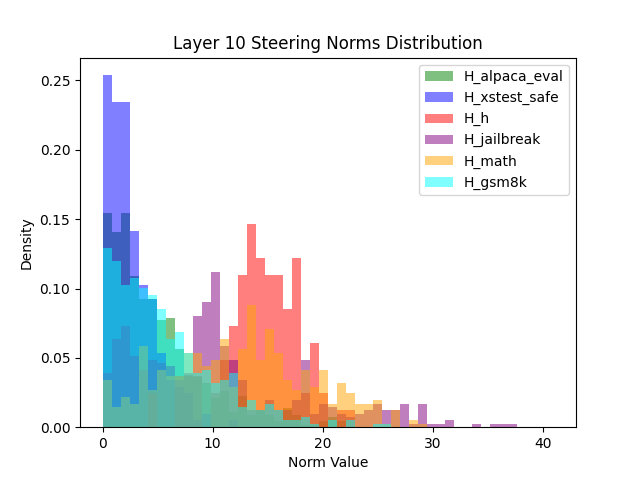 Layer 10 Steering Norms Distribution
H_alpaca_eval
H_xstest_safe
H_h
H_jailbreak
H_math
H_gsm8k
Density
0.25
0.20
0.15
0.10
0.05
0.00
0
10
20
30
40
Norm Value